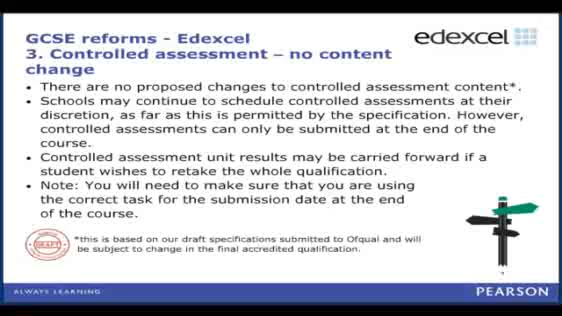 GCSE reforms - Edexcel
edexcel
3. Controlled assessment – no content
change
• There are no proposed changes to controlled assessment content*.
• Schools may continue to schedule controlled assessments at their
discretion, as far as this is permitted by the specification. However,
controlled assessments can only be submitted at the end of the
course.
• Controlled assessment unit results may be carried forward if a
student wishes to retake the whole qualification.
• Note: You will need to make sure that you are using
the correct task for the submission date at the end
of the course.
DRAFT
*this is based on our draft specifications submitted to Ofqual and will
be subject to change in the final accredited qualification.
ALWAYS LEARNING
PEARSON